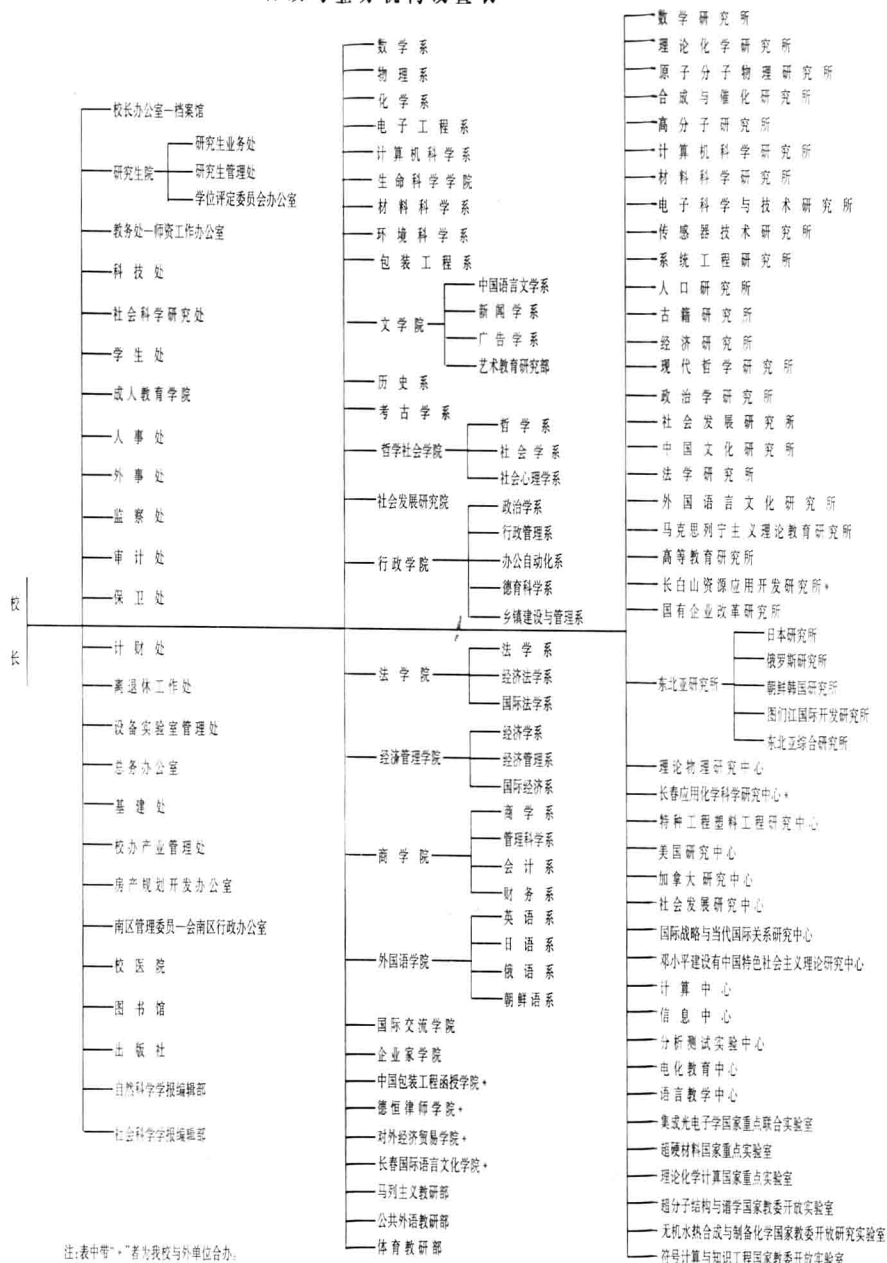 校长
校长办公室—档案馆
研究生院
研究生业务处
研究生管理处
学位评定委员会办公室
教务处—师资工作办公室
科技处
社会科学研究处
学生处
成人教育学院
人事处
外事处
监察处
审计处
保卫处
计财处
离退休工作处
设备实验室管理处
总务办公室
基建处
校办产业管理处
房产规划开发办公室
南区管理委员—会南区行政办公室
校医院
图书馆
出版社
自然科学学报编辑部
社会科学学报编辑部
数学系
物理系
化学系
电子工程系
计算机科学系
生命科学学院
材料科学系
环境科学系
包装工程系
文学院
中国语言文学系
新闻学系
广告学系
艺术教育研究部
历史系
考古学系
哲学社会学院
哲学系
社会学系
社会心理学系
社会发展研究院
行政学院
政治学系
行政管理系
办公自动化系
德育科学系
乡镇建设与管理系
法学院
法学系
经济法学系
国际法学系
经济管理学院
经济学系
经济管理系
国际经济系
商学院
商学系
管理科学系
会计系
财务系
外国语学院
英语系
日语系
俄语系
朝鲜语系
国际交流学院
企业家学院
中国包装工程函授学院+
德恒律师学院+
对外经济贸易学院+
长春国际语言文化学院+
马列主义教研部
公共外语教研部
体育教研部
数学研究所
理论化学研究所
原子分子物理研究所
合成与催化研究所
高分子研究所
计算机科学研究所
材料科学研究所
电子科学与技术研究所
传感器技术研究所
系统工程研究所
人口研究所
古籍研究所
经济研究所
现代哲学研究所
政治学研究所
社会发展研究所
中国文化研究所
法学研究所
外国语言文化研究所
马克思列宁主义理论教育研究所
高等教育研究所
长白山资源应用开发研究所+
国有企业改革研究所
东北亚研究所
日本研究所
俄罗斯研究所
朝鲜韩国研究所
图们江国际开发研究所
东北亚综合研究所
理论物理研究中心
长春应用化学科学研究中心+
特种工程塑料工程研究中心
美国研究中心
加拿大研究中心
社会发展研究中心
国际战略与当代国际关系研究中心
邓小平建设有中国特色社会主义理论研究中心
计算中心
信息中心
分析测试实验中心
电化教育中心
语言教学中心
集成光电子学国家重点联合实验室
超硬材料国家重点实验室
理论化学计算国家重点实验室
超分子结构与谱学国家教委开放实验室
无机水热合成与制备化学国家教委开放研究实验室
符号计算与知识工程国家教委开放实验室
注:表中带"+"者为我校与外单位合办。